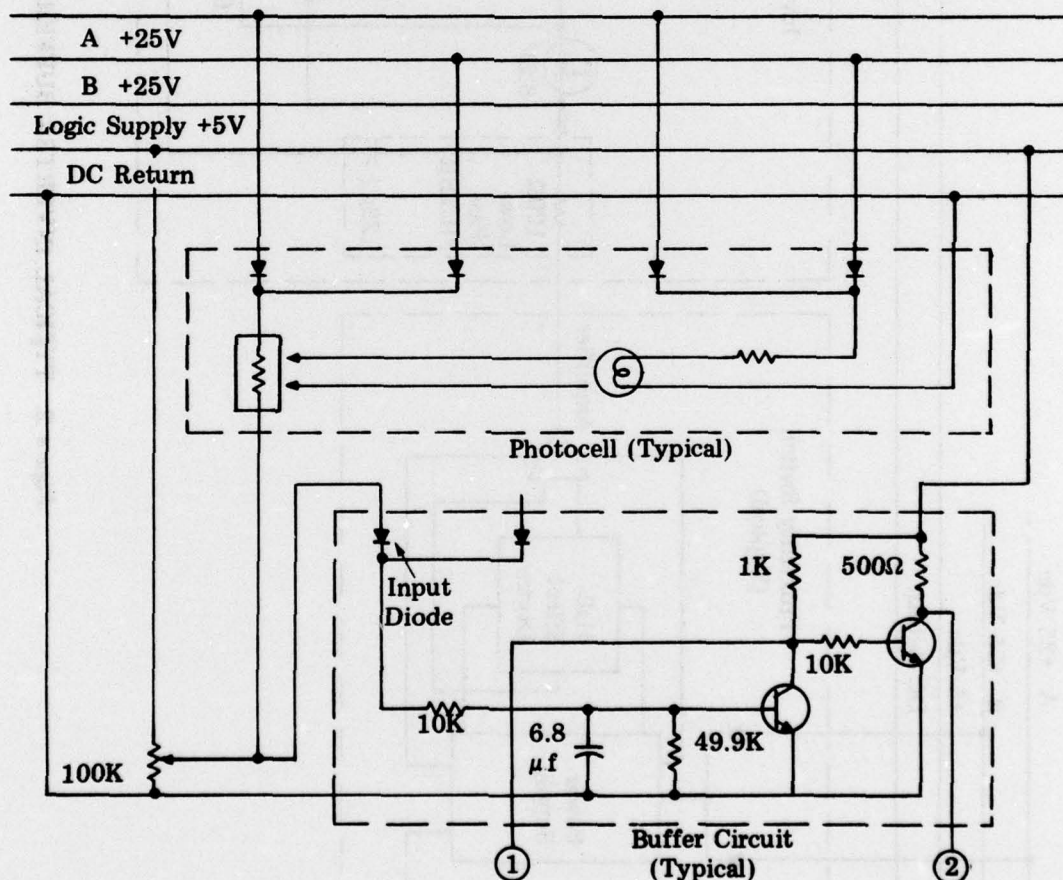 A +25V
B +25V
Logic Supply +5V
DC Return
Photocell (Typical)
Input
Diode
1K
500Ω
10K
10K
6.8
μf
49.9K
100K
Buffer Circuit
(Typical)
1
2